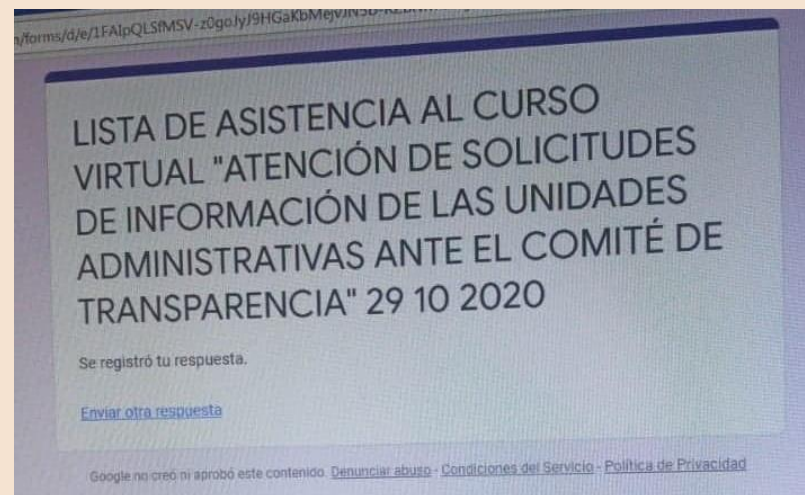 LISTA DE ASISTENCIA AL CURSO
VIRTUAL "ATENCIÓN DE SOLICITUDES
DE INFORMACIÓN DE LAS UNIDADES
ADMINISTRATIVAS ANTE EL COMITÉ DE
TRANSPARENCIA" 29 10 2020
Se registró tu respuesta.
Enviar otra respuesta
Google no creó ni aprobó este contenido. Denunciar abuso - Condiciones del Servicio - Política de Privacidad